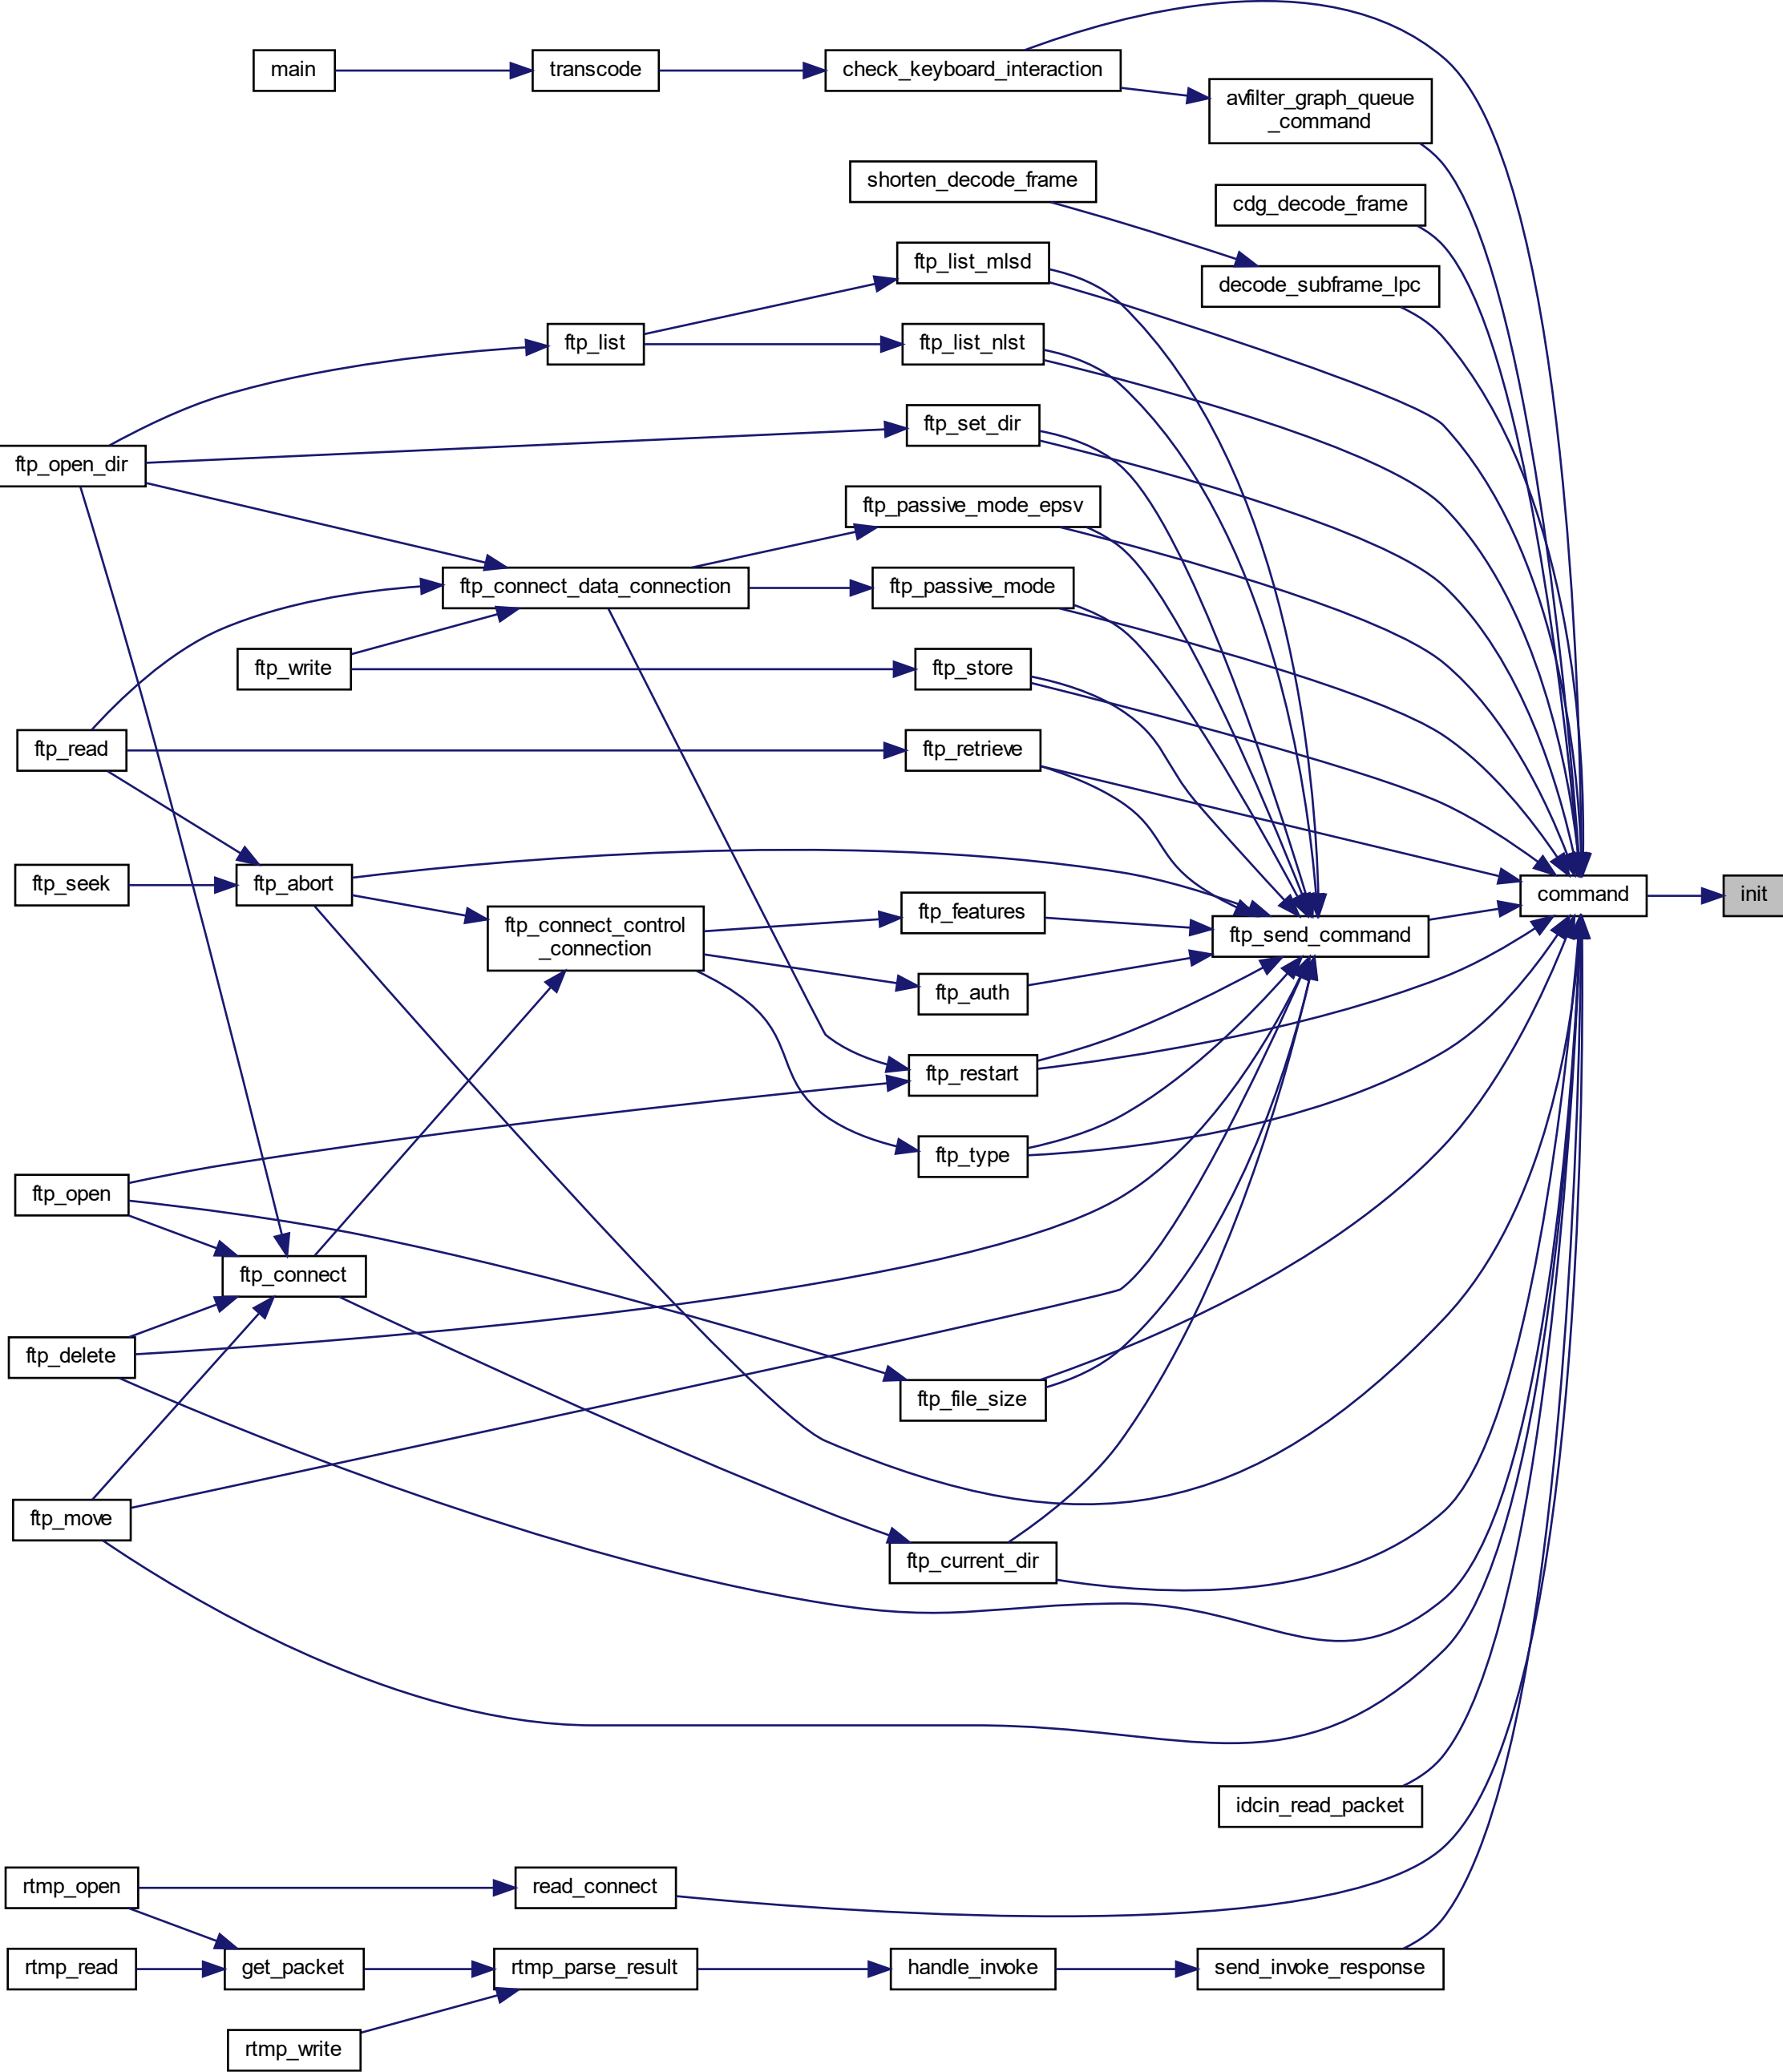 main
transcode
check_keyboard_interaction
avfilter_graph_queue
_command
shorten_decode_frame
cdg_decode_frame
ftp_list_mlsd
decode_subframe_lpc
ftp_list
ftp_list_nlst
ftp_set_dir
ftp_open_dir
ftp_passive_mode_epsv
ftp_connect_data_connection
ftp_passive_mode
ftp_write
ftp_store
ftp_read
ftp_retrieve
ftp_seek
ftp_abort
command
init
ftp_features
ftp_connect_control
_connection
ftp_send_command
ftp_auth
ftp_restart
ftp_type
ftp_open
ftp_connect
ftp_delete
ftp_file_size
ftp_move
ftp_current_dir
idcin_read_packet
rtmp_open
read_connect
rtmp_read
get_packet
rtmp_parse_result
handle_invoke
send_invoke_response
rtmp_write